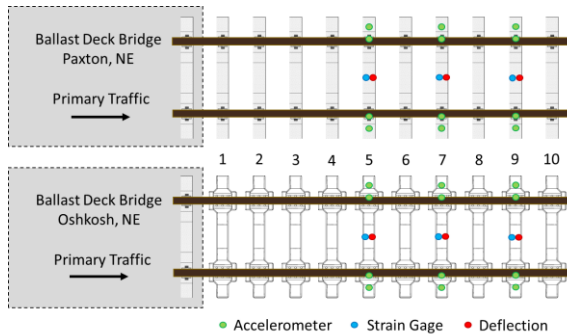 Ballast Deck Bridge
Paxton, NE
Primary Traffic
1 2 3 4 5 6 7 8 9 10
Ballast Deck Bridge
Oshkosh, NE
Primary Traffic
Accelerometer Strain Gage Deflection